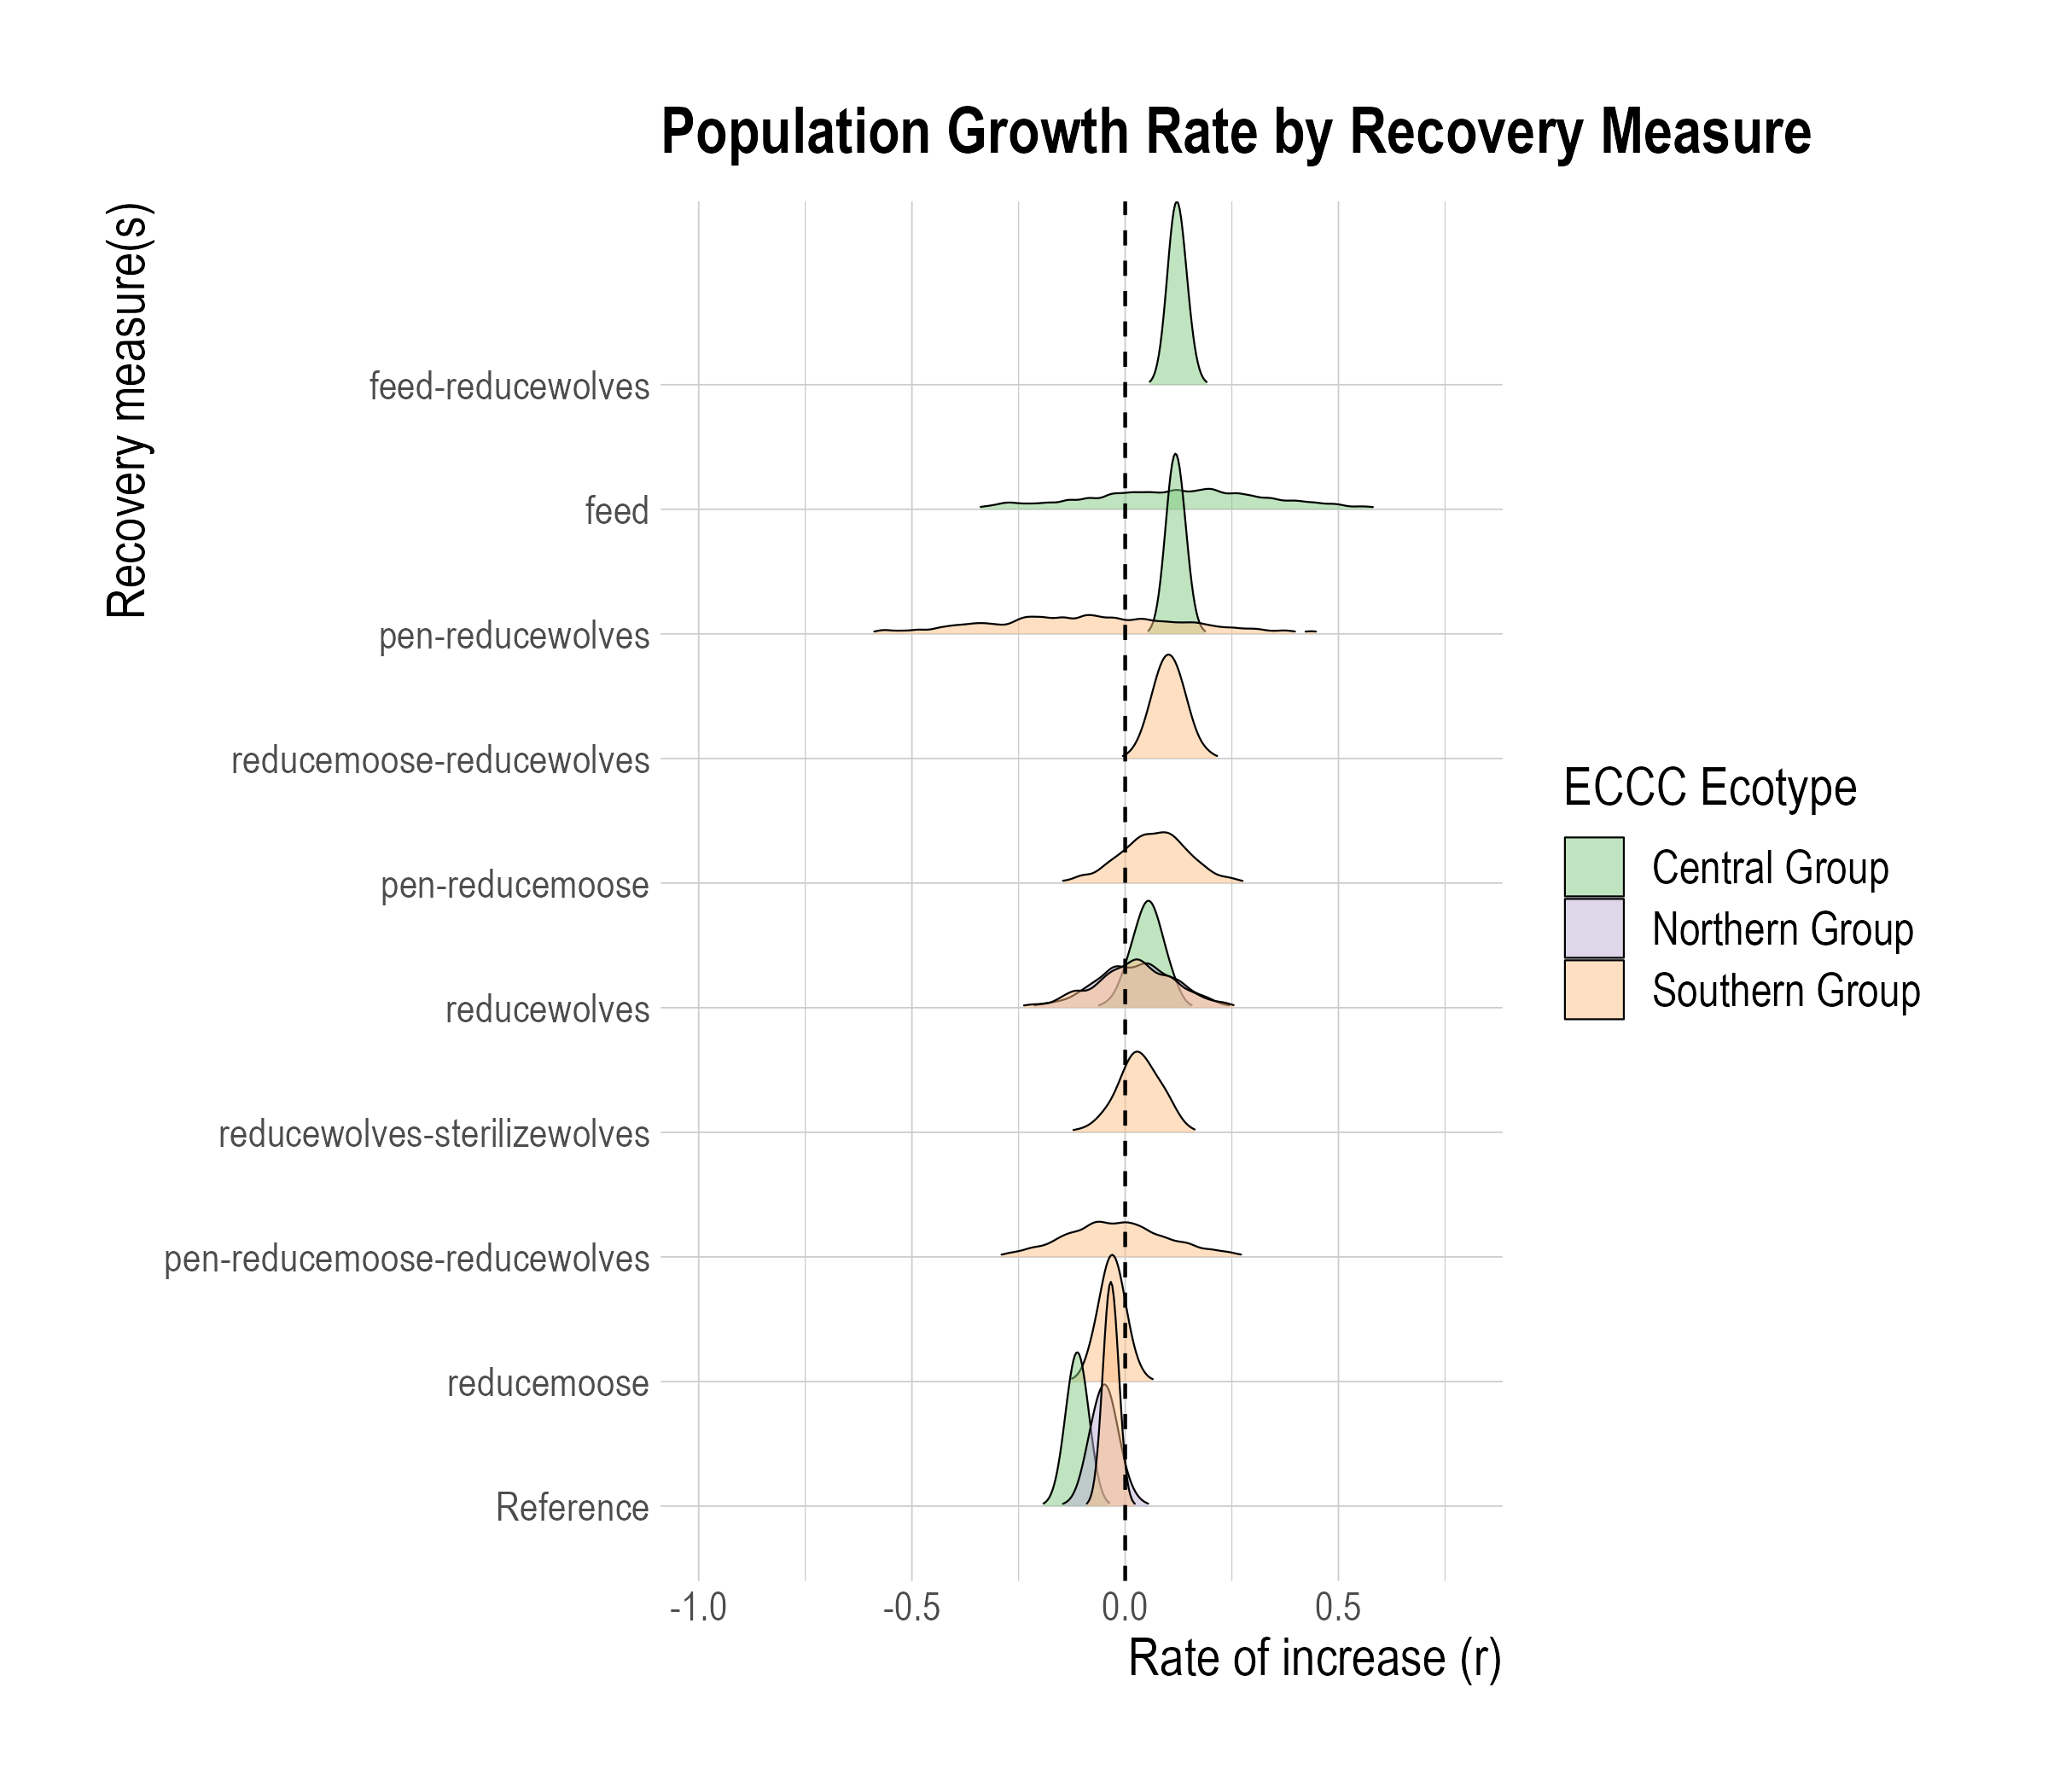 Population Growth Rate by Recovery Measure
Recovery measure(s)
feed-reducewolves
feed
pen-reducewolves
reducemoose-reducewolves
pen-reducemoose
reducewolves
reducewolves-sterilizewolves
pen-reducemoose-reducewolves
reducemoose
Reference
-1.0 -0.5 0.0 0.5
Rate of increase (r)
ECCC Ecotype
Central Group
Northern Group
Southern Group